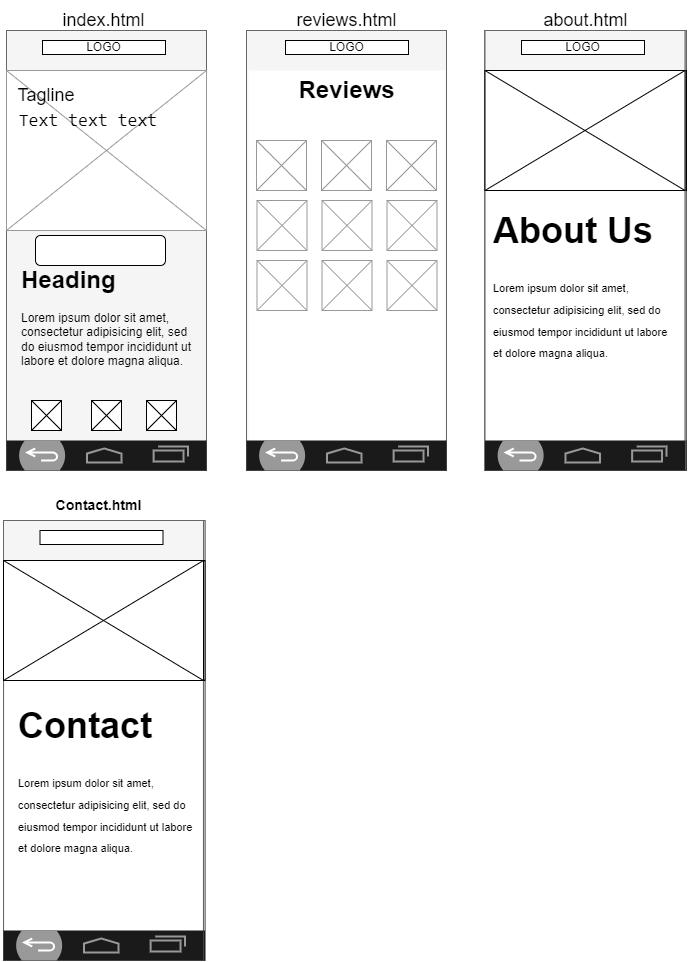 index.html
LOGO
Tagline
Text text text
Heading
Lorem ipsum dolor sit amet,
consectetur adipisicing elit, sed
do eiusmod tempor incididunt ut
labore et dolore magna aliqua.
reviews.html
LOGO
Reviews
about.html
LOGO
About Us
Lorem ipsum dolor sit amet,
consectetur adipisicing elit, sed do
eiusmod tempor incididunt ut labore
et dolore magna aliqua.
Contact.html
Contact
Lorem ipsum dolor sit amet,
consectetur adipisicing elit, sed do
eiusmod tempor incididunt ut labore
et dolore magna aliqua.